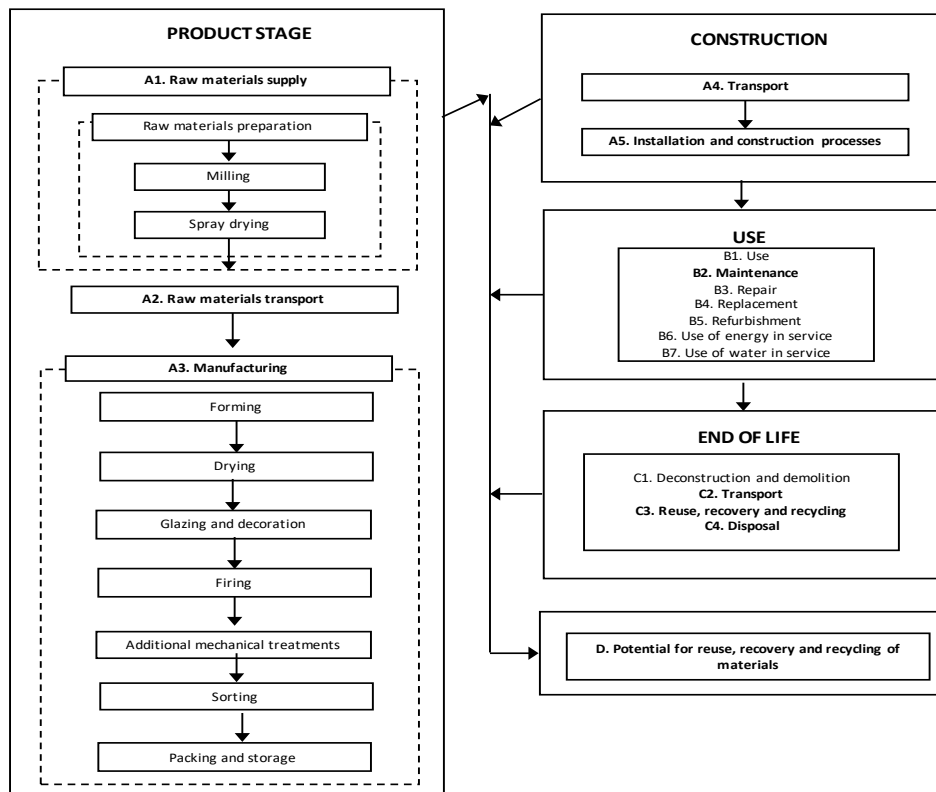 PRODUCT STAGE
A1. Raw materials supply
Raw materials preparation
Milling
Spray drying
A2. Raw materials transport
A3. Manufacturing
Forming
Drying
Glazing and decoration
Firing
Additional mechanical treatments
Sorting
Packing and storage
CONSTRUCTION
A4. Transport
A5. Installation and construction processes
USE
B1. Use
B2. Maintenance
B3. Repair
B4. Replacement
B5. Refurbishment
B6. Use of energy in service
B7. Use of water in service
END OF LIFE
C1. Deconstruction and demolition
C2. Transport
C3. Reuse, recovery and recycling
C4. Disposal
D. Potential for reuse, recovery and recycling of
materials